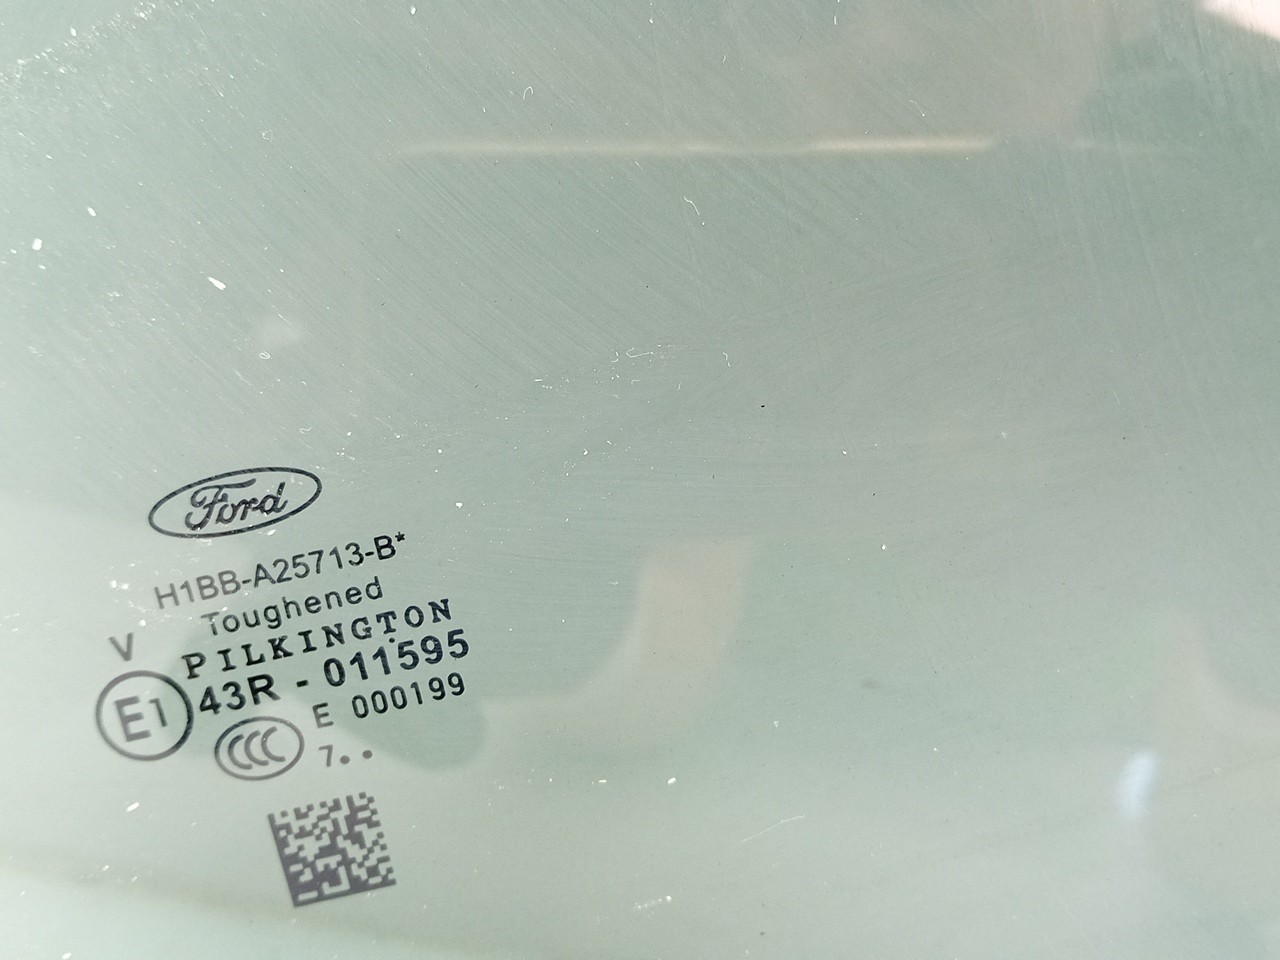 Ford
H1BB-A25713-B*
Toughened
PILKINGTON
V
E1
43R - 011595
E 000199
CCC
7..